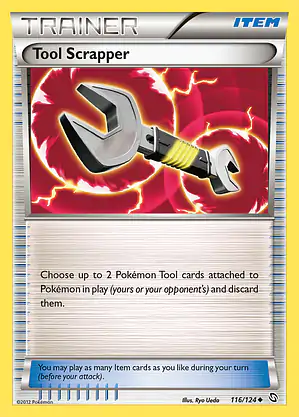 TRAINER ITEM
Tool Scrapper
Choose up to 2 Pokémon Tool cards attached to
Pokémon in play (yours or your opponent's) and discard
them.
You may play as many Item cards as you like during your turn
(before your attack).
©2012 Pokémon
Illus. Ryo Ueda 116/124